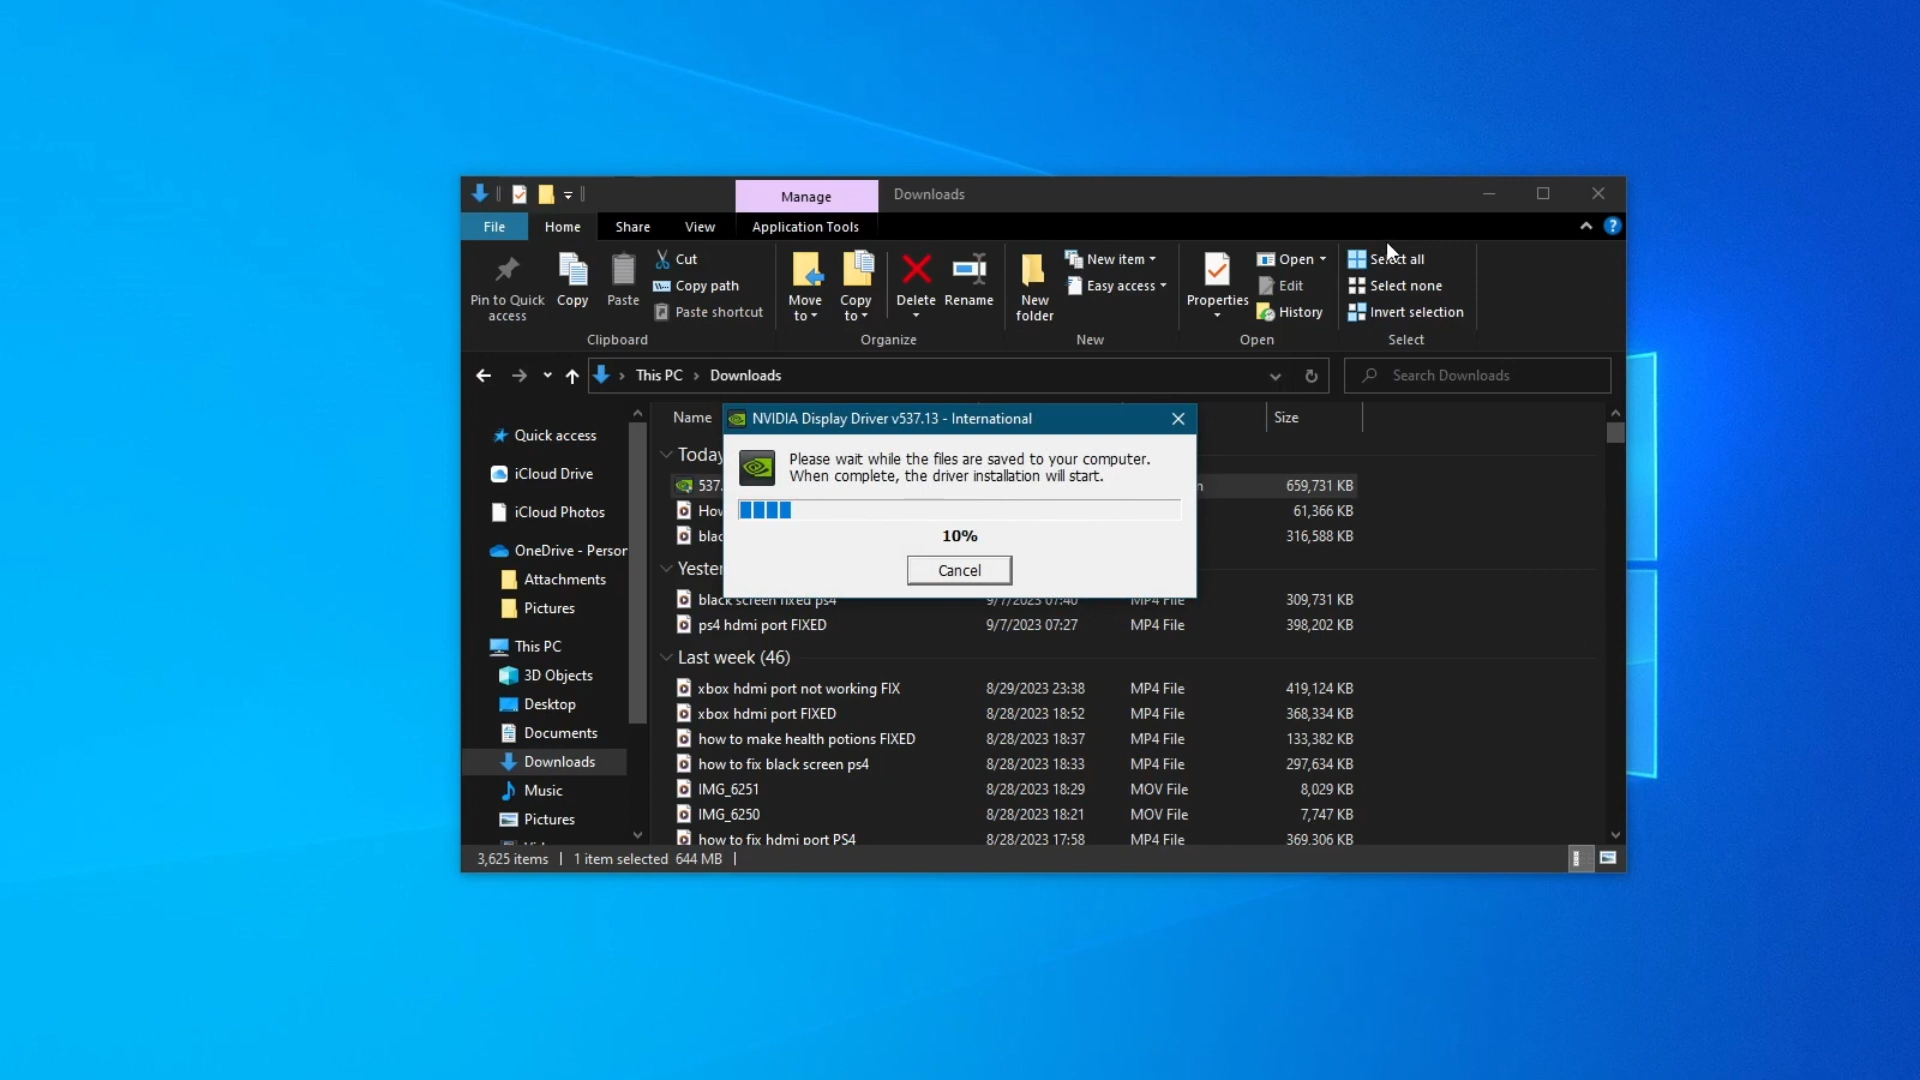 Manage
Downloads
File
Home
Share
View
Application Tools
Pin to Quick access
Copy
Paste
Cut
Copy path
Paste shortcut
Clipboard
Move to
Copy to
Delete
Rename
Organize
New folder
New item
Easy access
New
Properties
Open
Edit
History
Open
Select all
Select none
Invert selection
Select
This PC > Downloads
Search Downloads
Quick access
iCloud Drive
iCloud Photos
OneDrive - Person
Attachments
Pictures
This PC
3D Objects
Desktop
Documents
Downloads
Music
Pictures
Name
Size
NVIDIA Display Driver v537.13 - International
Please wait while the files are saved to your computer.
When complete, the driver installation will start.
10%
Cancel
Today
537. 659,731 KB
How 61,366 KB
blac 316,588 KB
Yester
black screen fixed ps4 9/7/2023 07:40 MP4 File 309,731 KB
ps4 hdmi port FIXED 9/7/2023 07:27 MP4 File 398,202 KB
Last week (46)
xbox hdmi port not working FIX 8/29/2023 23:38 MP4 File 419,124 KB
xbox hdmi port FIXED 8/28/2023 18:52 MP4 File 368,334 KB
how to make health potions FIXED 8/28/2023 18:37 MP4 File 133,382 KB
how to fix black screen ps4 8/28/2023 18:33 MP4 File 297,634 KB
IMG_6251 8/28/2023 18:29 MOV File 8,029 KB
IMG_6250 8/28/2023 18:21 MOV File 7,747 KB
how to fix hdmi port PS4 8/28/2023 17:58 MP4 File 369,306 KB
3,625 items | 1 item selected 644 MB |